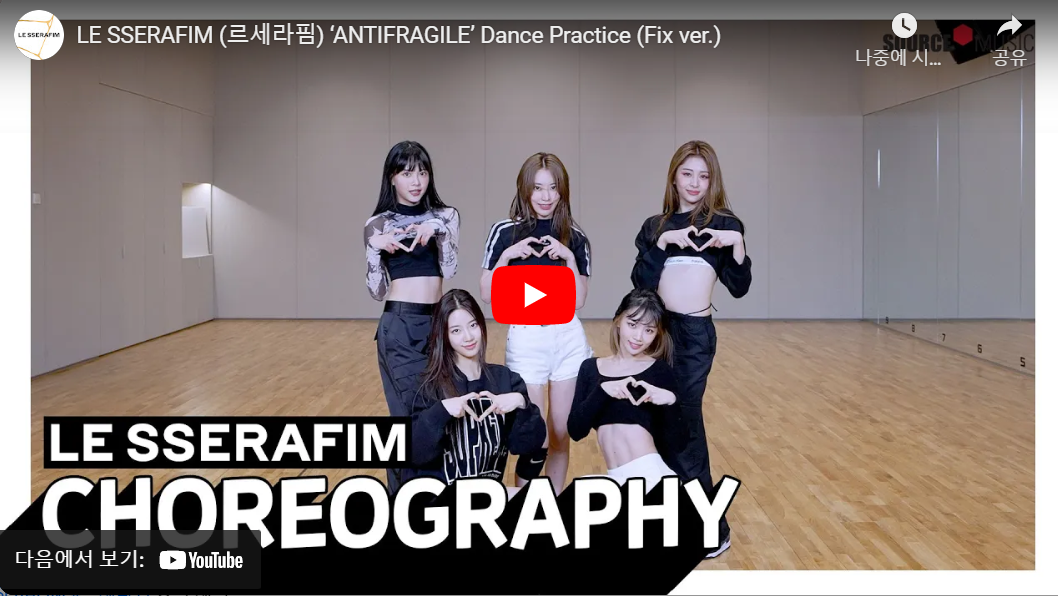 LE SSERAFIM
LE SSERAFIM (르세라핌) ‘ANTIFRAGILE’ Dance Practice (Fix ver.)
SOURCE MUSIC
나중에 시...
공유
8
7
6
5
LE SSERAFIM
CHOREOGRAPHY
다음에서 보기: YouTube